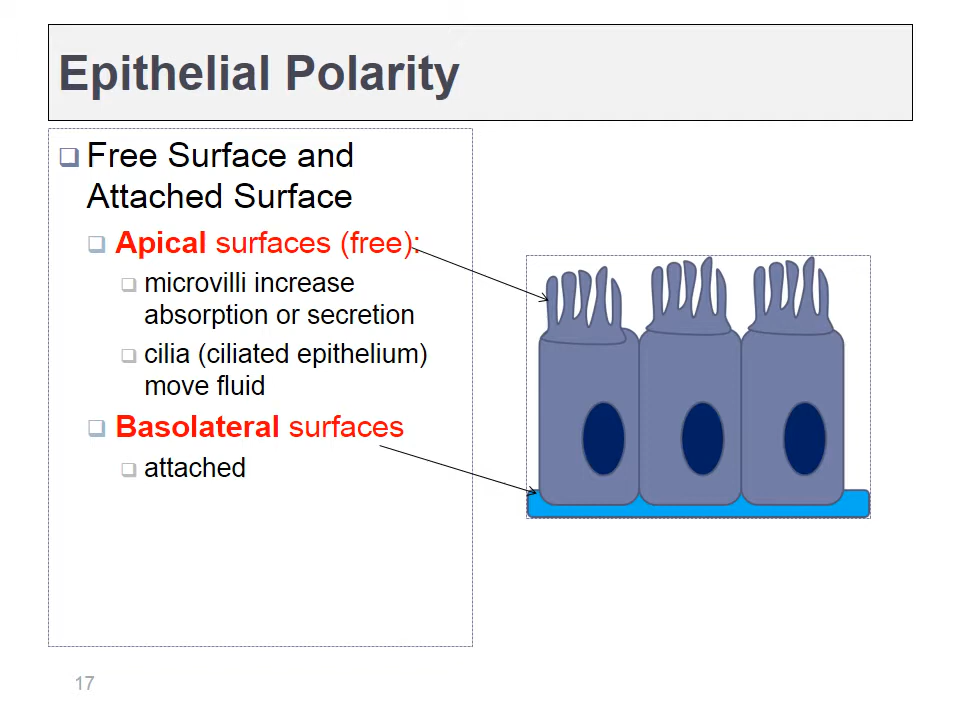 Epithelial Polarity
Free Surface and
Attached Surface
Apical surfaces (free):
microvilli increase
absorption or secretion
cilia (ciliated epithelium)
move fluid
Basolateral surfaces
attached
17